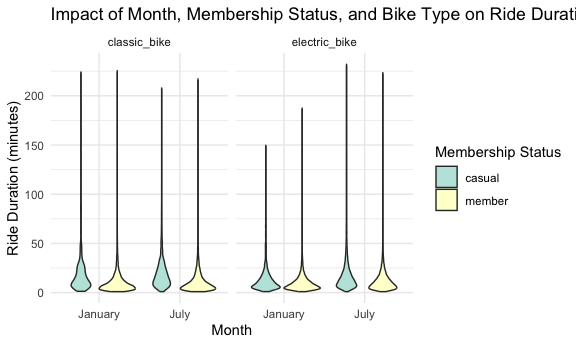 Impact of Month, Membership Status, and Bike Type on Ride Durati
classic_bike
electric_bike
Ride Duration (minutes)
200
150
100
50
0
January
July
January
July
Month
Membership Status
casual
member